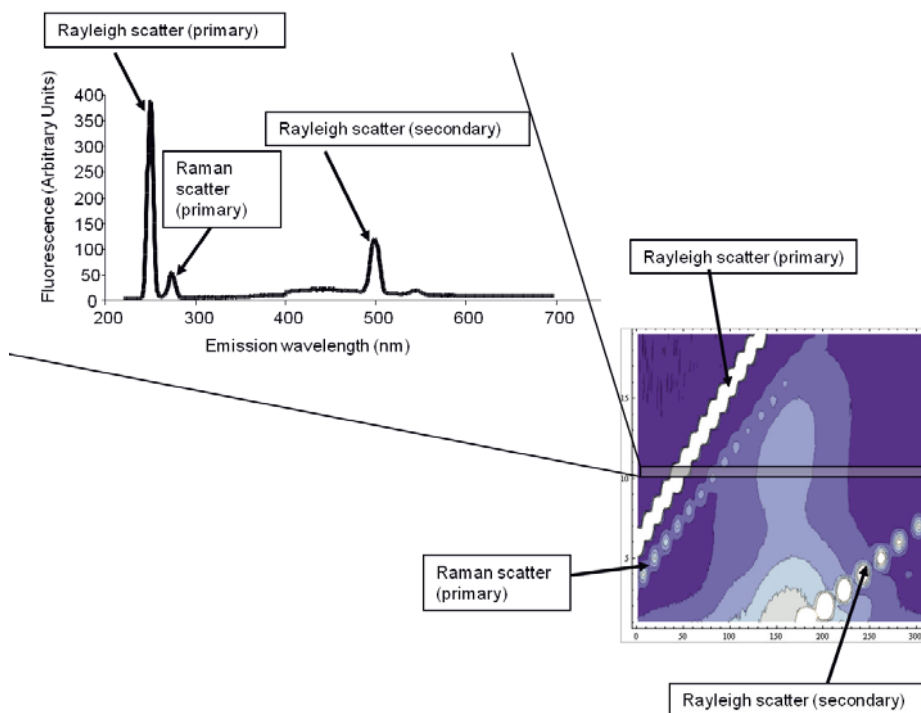 Rayleigh scatter (primary)
Fluorescence (Arbitrary Units)
400
350
300
250
200
150
100
50
0
Raman
scatter
(primary)
Rayleigh scatter (secondary)
200 300 400 500 600 700
Emission wavelength (nm)
Rayleigh scatter (primary)
15
10
5
0 50 100 150 200 250 300
Raman scatter
(primary)
Rayleigh scatter (secondary)